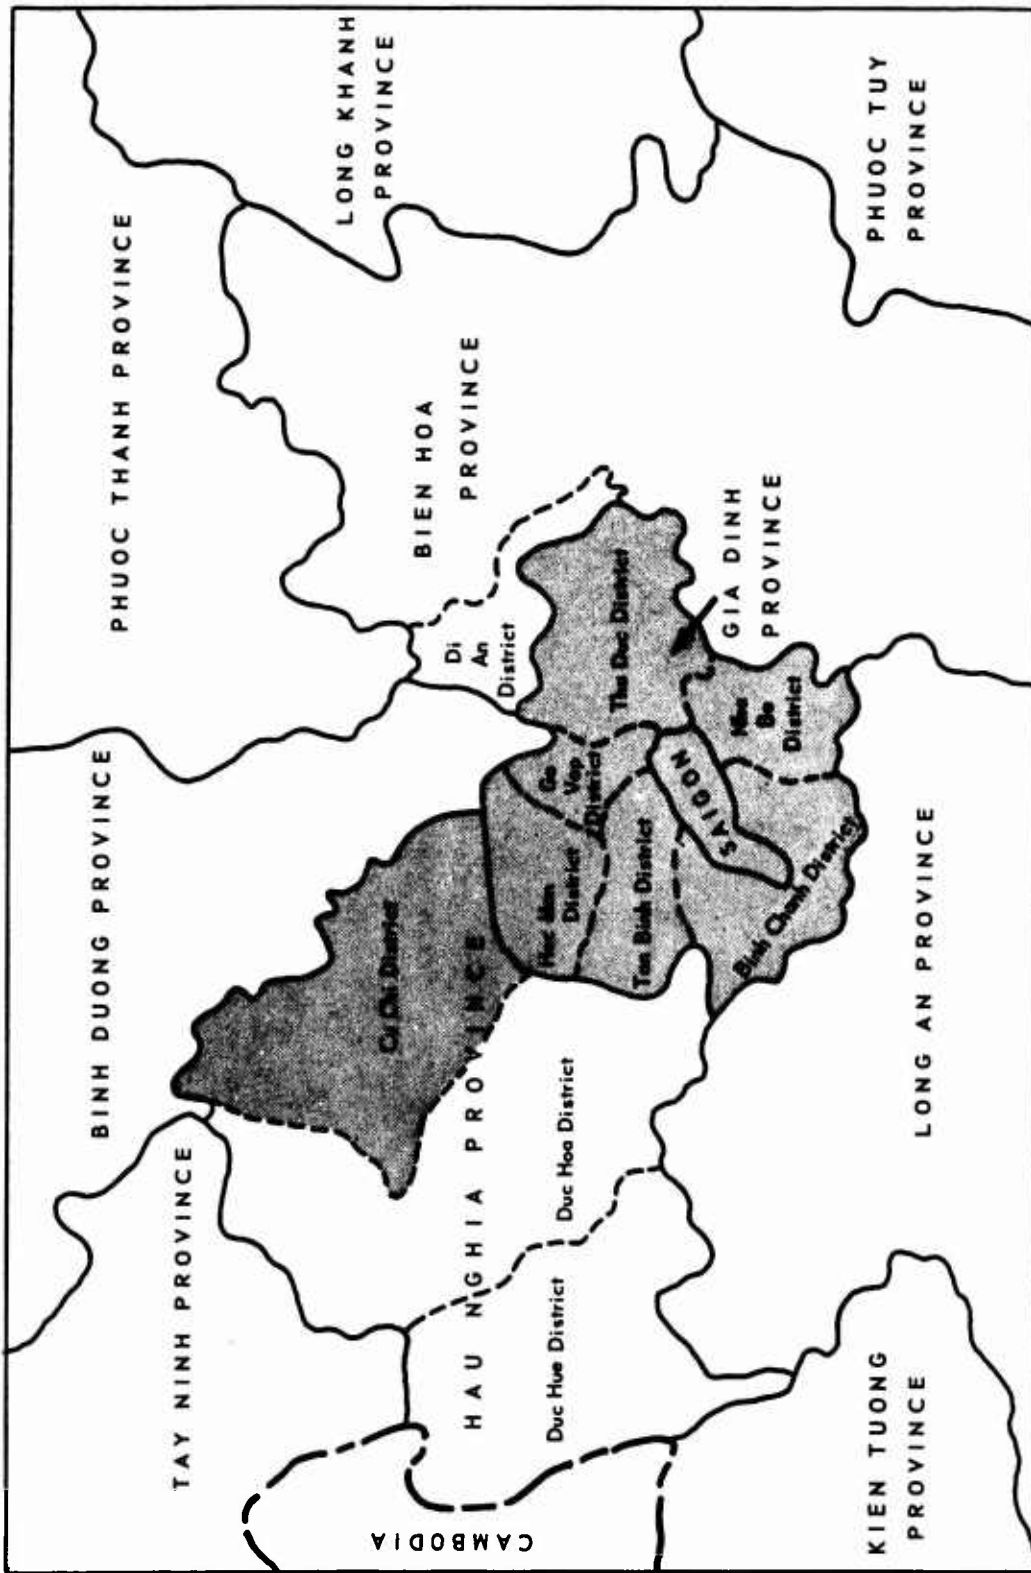 PHUOC THANH PROVINCE
LONG KHANH
PROVINCE
BINH DUONG PROVINCE
BIEN HOA
PROVINCE
PHUOC TUY
PROVINCE
TAY NINH PROVINCE
Di
An
District
Cu Chi District
Thu Duc District
Go
Vap
District
Hoc Mon
District
GIA DINH
PROVINCE
HAU NGHIA PROVINCE
Tan Binh District
SAIGON
Nha
Be
District
Binh Chanh District
Duc Hoa District
Duc Hue District
CAMBODIA
LONG AN PROVINCE
KIEN TUONG
PROVINCE